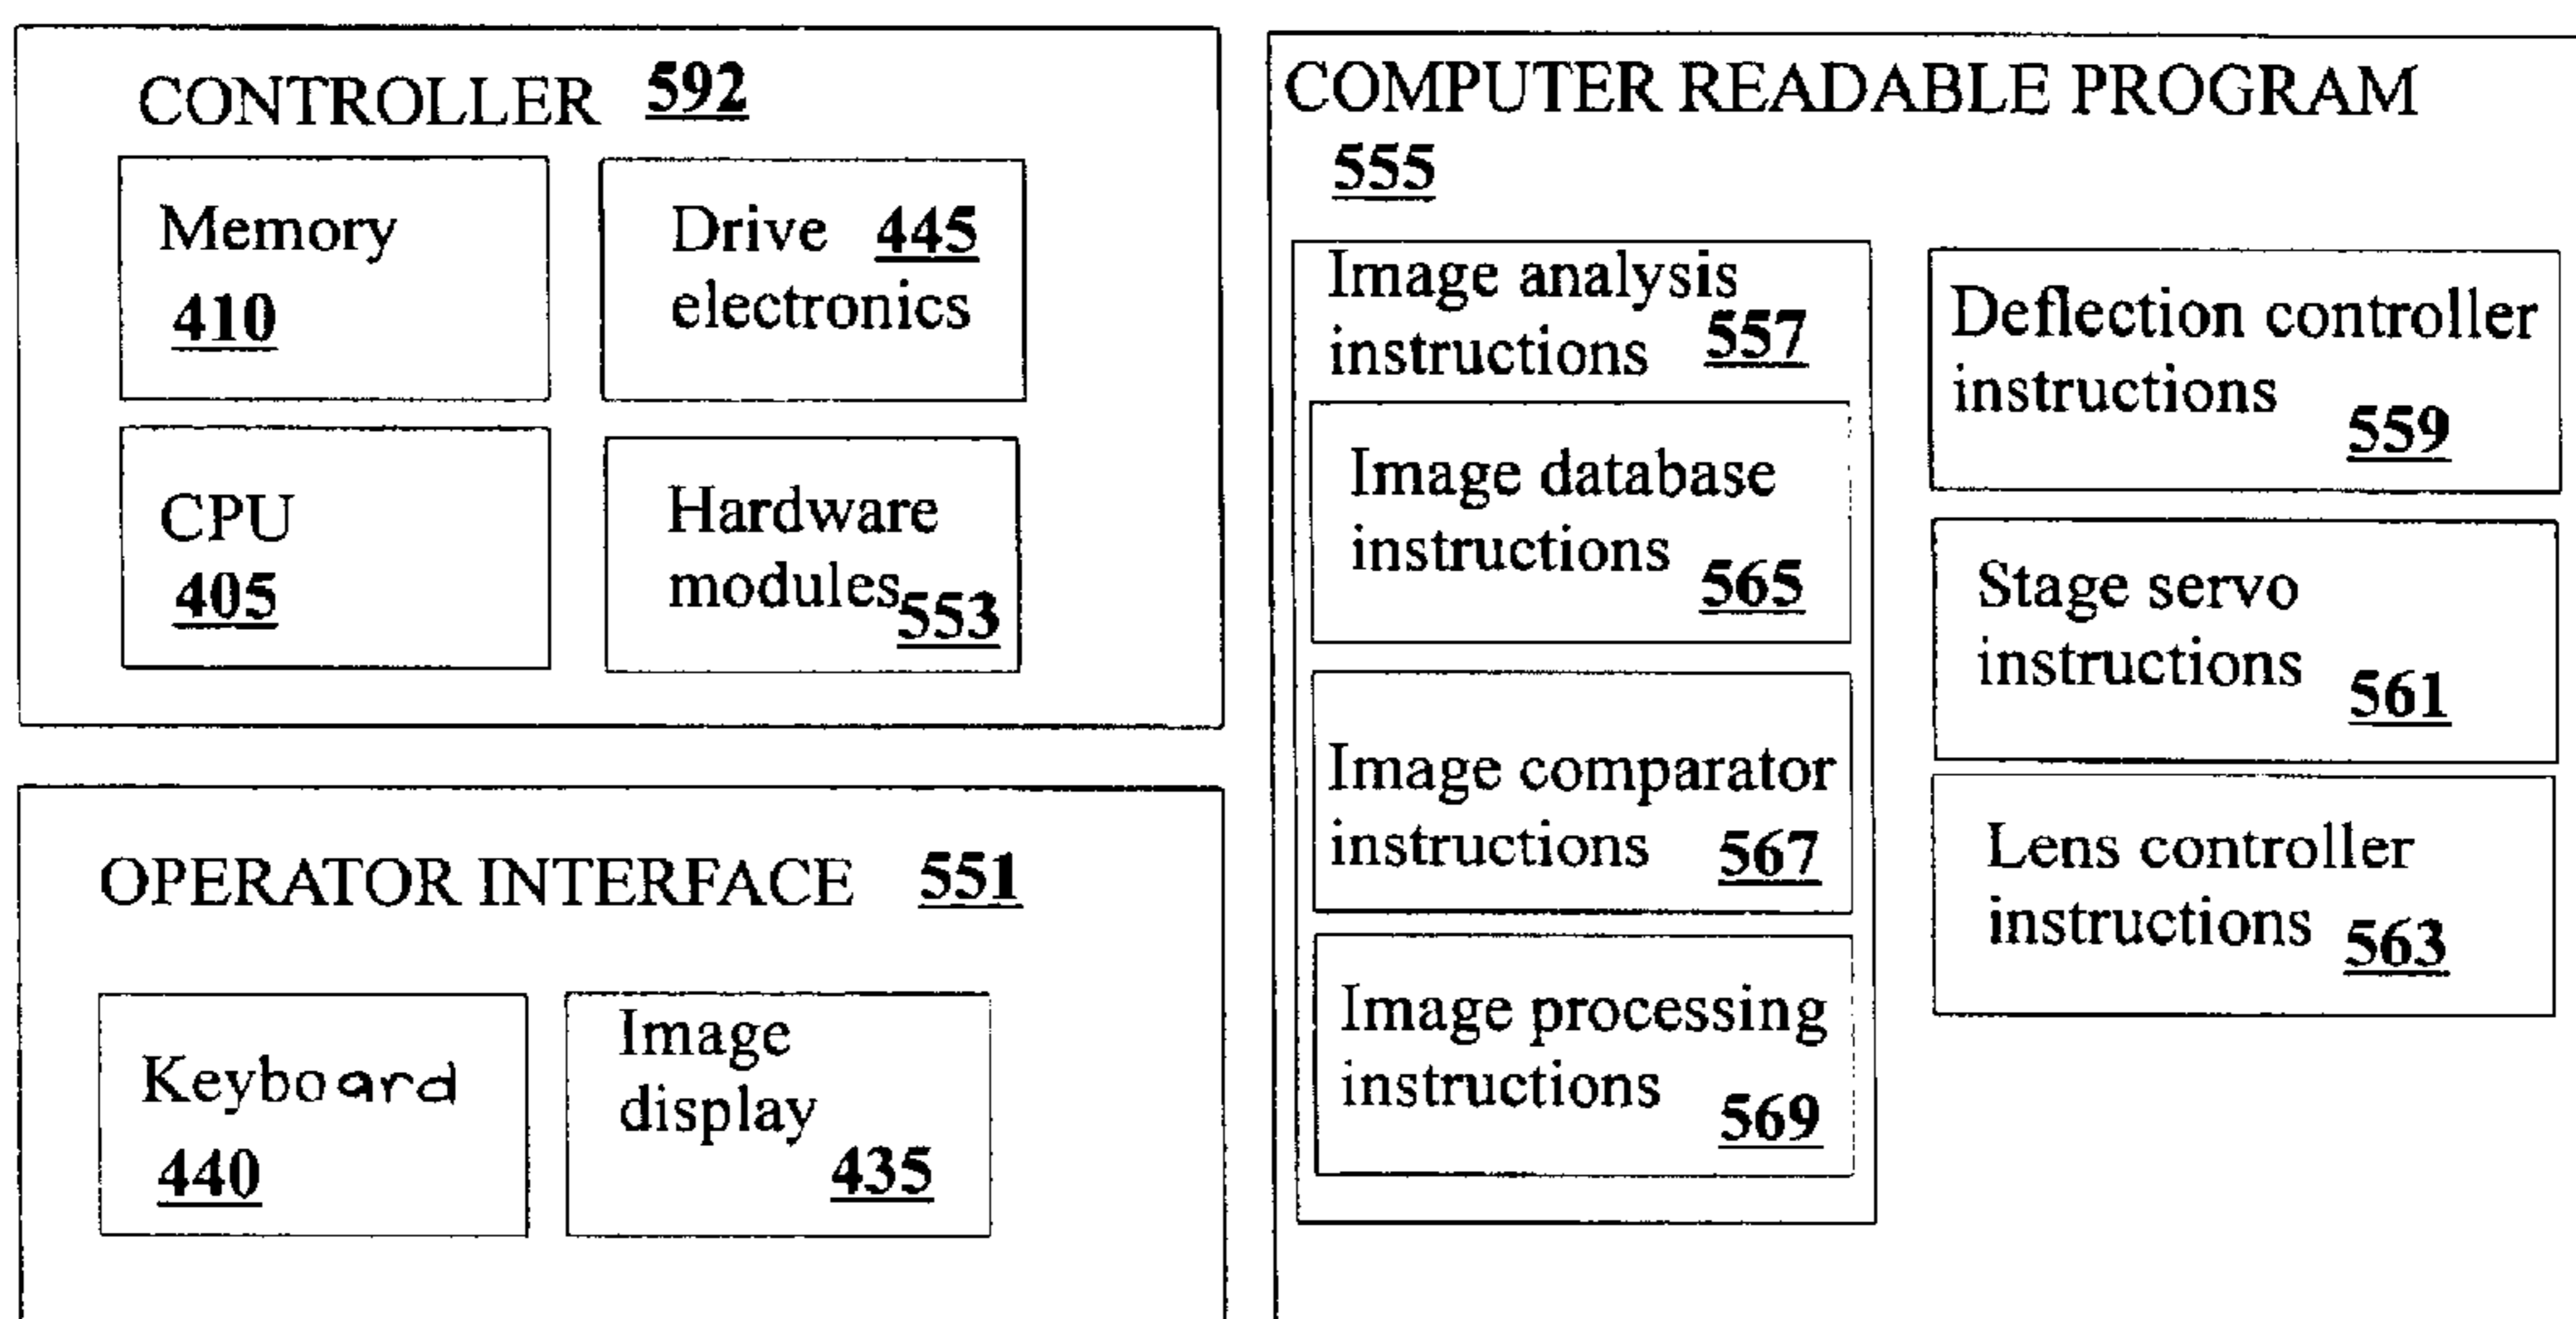 CONTROLLER 592
Memory
410
Drive 445
electronics
CPU
405
Hardware
modules 553
OPERATOR INTERFACE 551
Keyboard
440
Image
display
435
COMPUTER READABLE PROGRAM
555
Image analysis
instructions 557
Image database
instructions 565
Image comparator
instructions 567
Image processing
instructions 569
Deflection controller
instructions 559
Stage servo
instructions 561
Lens controller
instructions 563